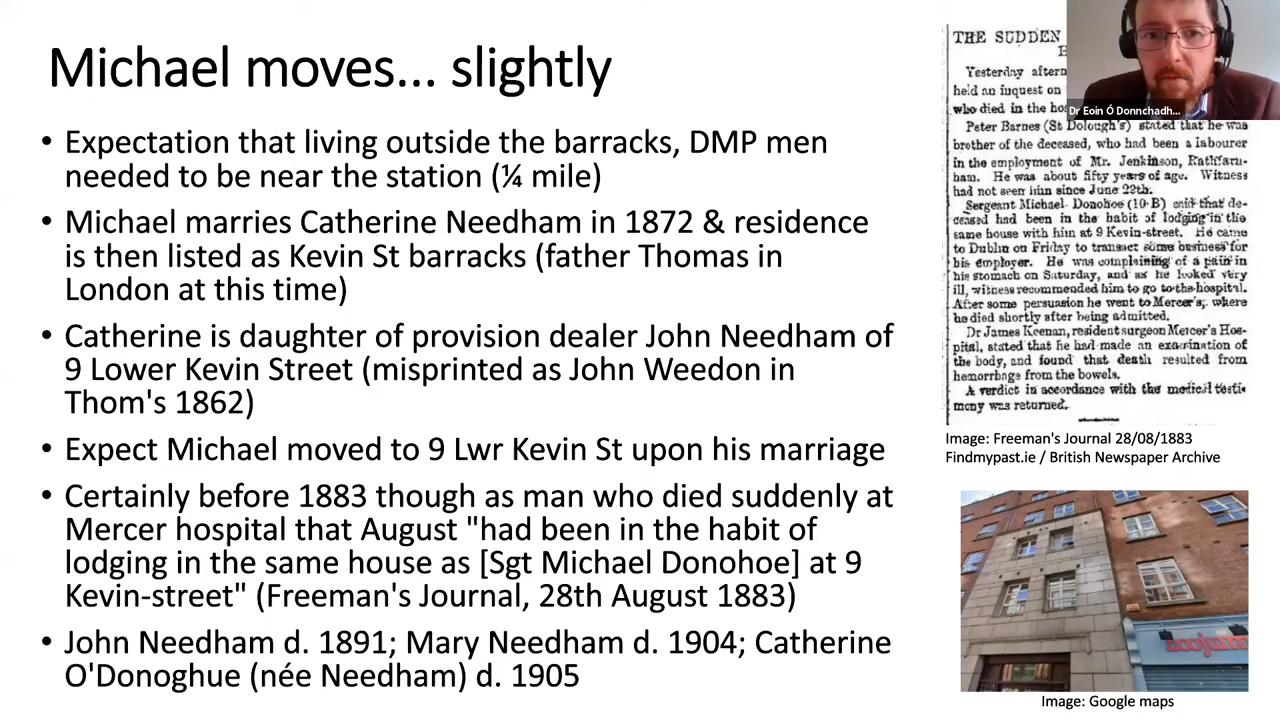 Michael moves... slightly
• Expectation that living outside the barracks, DMP men
needed to be near the station (¼ mile)
• Michael marries Catherine Needham in 1872 & residence
is then listed as Kevin St barracks (father Thomas in
London at this time)
• Catherine is daughter of provision dealer John Needham of
9 Lower Kevin Street (misprinted as John Weedon in
Thom's 1862)
• Expect Michael moved to 9 Lwr Kevin St upon his marriage
• Certainly before 1883 though as man who died suddenly at
Mercer hospital that August "had been in the habit of
lodging in the same house as [Sgt Michael Donohoe] at 9
Kevin-street" (Freeman's Journal, 28th August 1883)
• John Needham d. 1891; Mary Needham d. 1904; Catherine
O'Donoghue (née Needham) d. 1905
THE SUDDEN
Yesterday aftern
held an inquest on
who died in the hos
Dr Eoin Ó Donnchadh...
Peter Barnes (St Dolough's) stated that he was
brother of the deceased, who had been a labourer
in the employment of Mr. Jenkinson, Rathfarn-
ham. He was about fifty years of age. Witness
had not seen him since June 29th.
Sergeant Michael Donohoe (10 B) said that de-
ceased had been in the habit of lodging in the
same house with him at 9 Kevin-street. He came
to Dublin on Friday to transact some business for
his employer. He was complaining of a pain in
his stomach on Saturday, and as he looked very
ill, witness recommended him to go to the hospital.
After some persuasion he went to Mercer's, where
he died shortly after being admitted.
Dr James Keenan, resident surgeon Mercer's Hos-
pital, stated that he had made an examination of
the body, and found that death resulted from
hemorrhage from the bowels.
A verdict in accordance with the medical testi-
mony was returned.
Image: Freeman's Journal 28/08/1883
Findmypast.ie / British Newspaper Archive
Image: Google maps